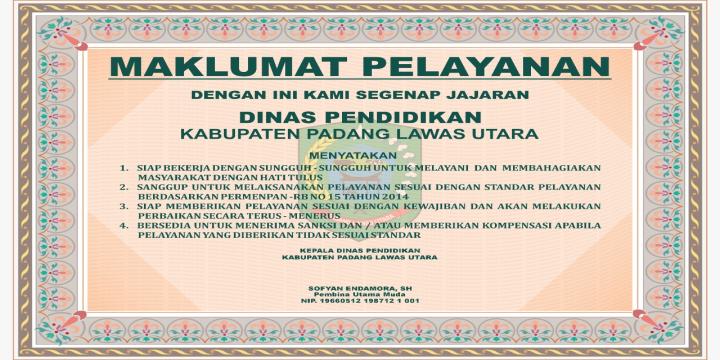 MAKLUMAT PELAYANAN
DENGAN INI KAMI SEGENAP JAJARAN
DINAS PENDIDIKAN
KABUPATEN PADANG LAWAS UTARA
MENYATAKAN
1. SIAP BEKERJA DENGAN SUNGGUH - SUNGGUH UNTUK MELAYANI DAN MEMBAHAGIAKAN
MASYARAKAT DENGAN HATI TULUS
2. SANGGUP UNTUK MELAKSANAKAN PELAYANAN SESUAI DENGAN STANDAR PELAYANAN
BERDASARKAN PERMENPAN - RB NO 15 TAHUN 2014
3. SIAP MEMBERIKAN PELAYANAN SESUAI DENGAN KEWAJIBAN DAN AKAN MELAKUKAN
PERBAIKAN SECARA TERUS - MENERUS
4. BERSEDIA UNTUK MENERIMA SANKSI DAN / ATAU MEMBERIKAN KOMPENSASI APABILA
PELAYANAN YANG DIBERIKAN TIDAK SESUAI STANDAR
KEPALA DINAS PENDIDIKAN
KABUPATEN PADANG LAWAS UTARA
SOFYAN ENDAMORA, SH
Pembina Utama Muda
NIP. 19660512 198712 1 001